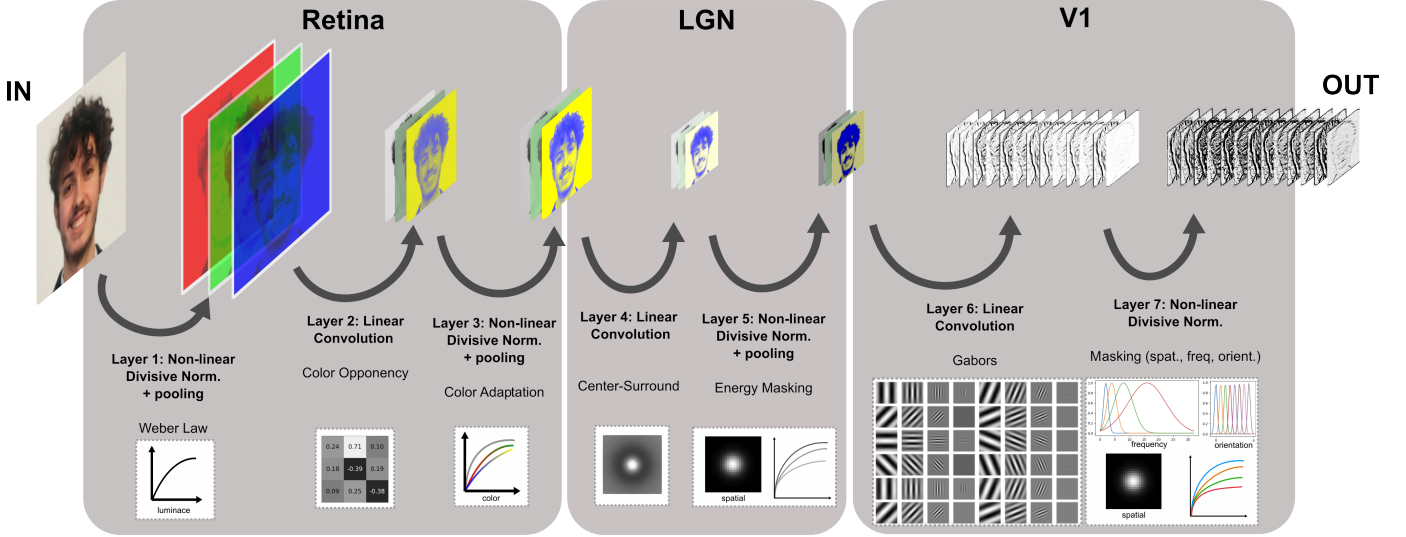 Retina
LGN
V1
IN
OUT
Layer 1: Non-linear
Divisive Norm.
+ pooling
Weber Law
luminace
Layer 2: Linear
Convolution
Color Opponency
0.24 0.71 0.10
0.18 -0.39 0.19
0.09 0.25 -0.38
Layer 3: Non-linear
Divisive Norm.
+ pooling
Color Adaptation
color
Layer 4: Linear
Convolution
Center-Surround
Layer 5: Non-linear
Divisive Norm.
+ pooling
Energy Masking
spatial
Layer 6: Linear
Convolution
Gabors
Layer 7: Non-linear
Divisive Norm.
Masking (spat., freq, orient.)
frequency
orientation
spatial